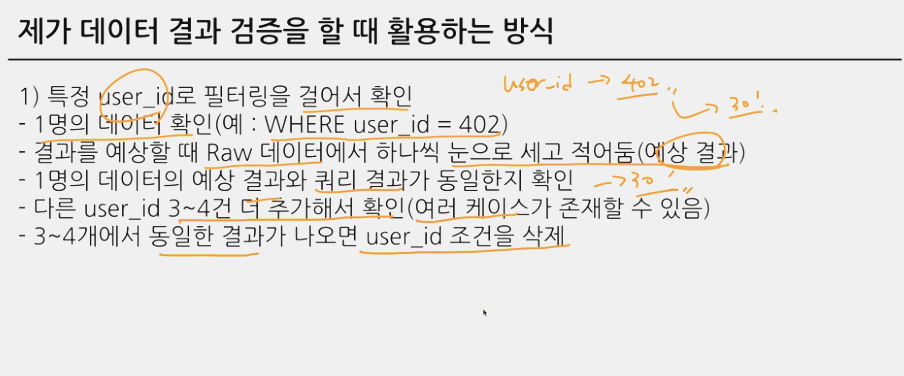 제가 데이터 결과 검증을 할 때 활용하는 방식
user_id → 402
→ 30!
1) 특정 user_id로 필터링을 걸어서 확인
- 1명의 데이터 확인(예 : WHERE user_id = 402)
- 결과를 예상할 때 Raw 데이터에서 하나씩 눈으로 세고 적어둠(예상 결과)
- 1명의 데이터의 예상 결과와 쿼리 결과가 동일한지 확인 → 30
- 다른 user_id 3~4건 더 추가해서 확인(여러 케이스가 존재할 수 있음)
- 3~4개에서 동일한 결과가 나오면 user_id 조건을 삭제